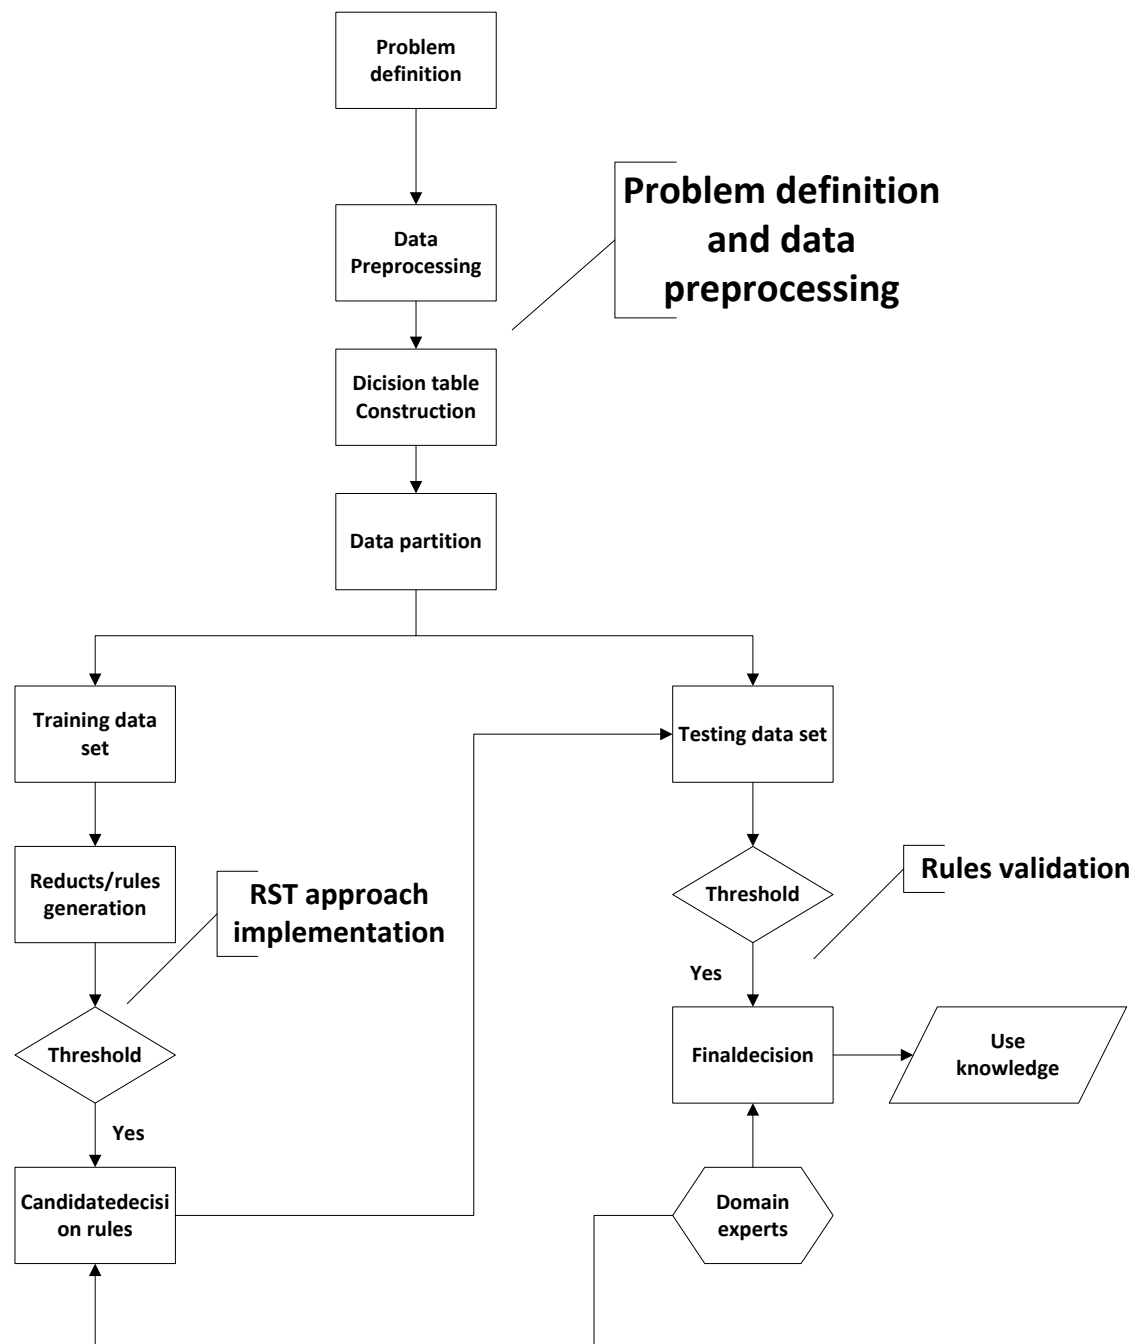 Problem
definition
Problem definition
and data
preprocessing
Data
Preprocessing
Dicision table
Construction
Data partition
Training data
set
Testing data set
Reducts/rules
generation
RST approach
implementation
Threshold
Rules validation
Yes
Threshold
Finaldecision
Use
knowledge
Yes
Candidatedecisi
on rules
Domain
experts